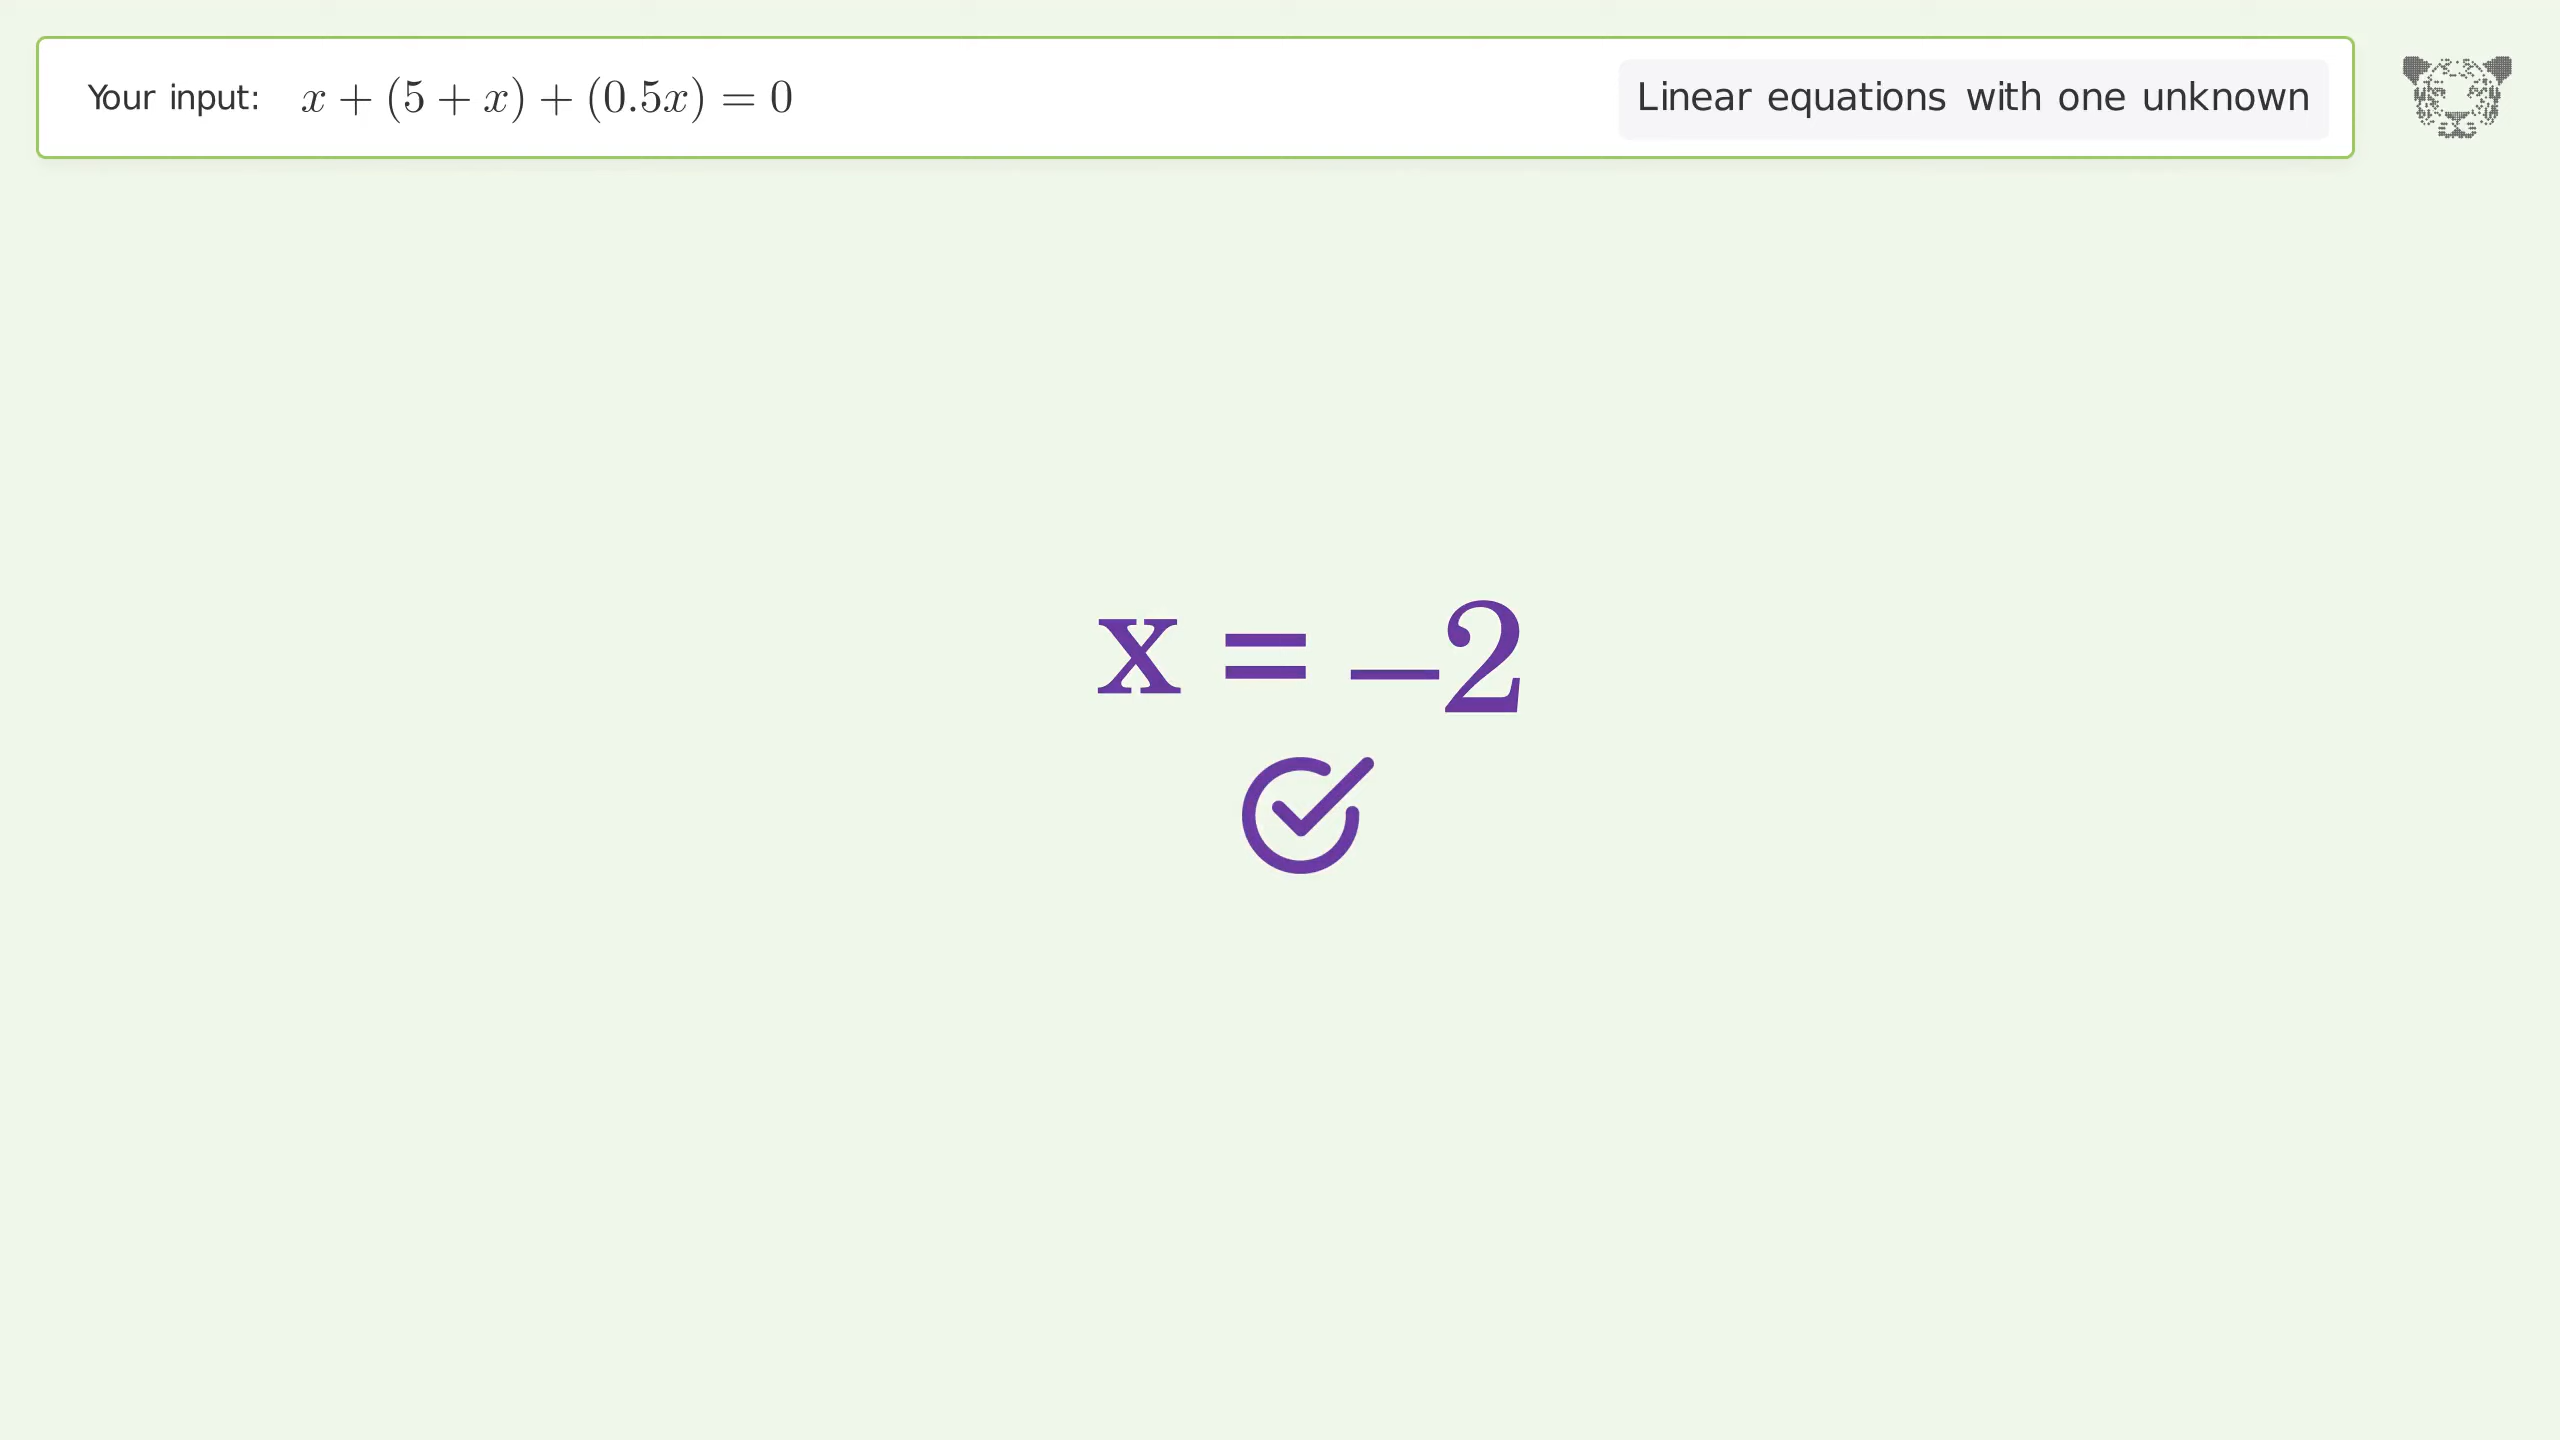 Your input: x + (5 + x) + (0.5x) = 0
Linear equations with one unknown
x = −2